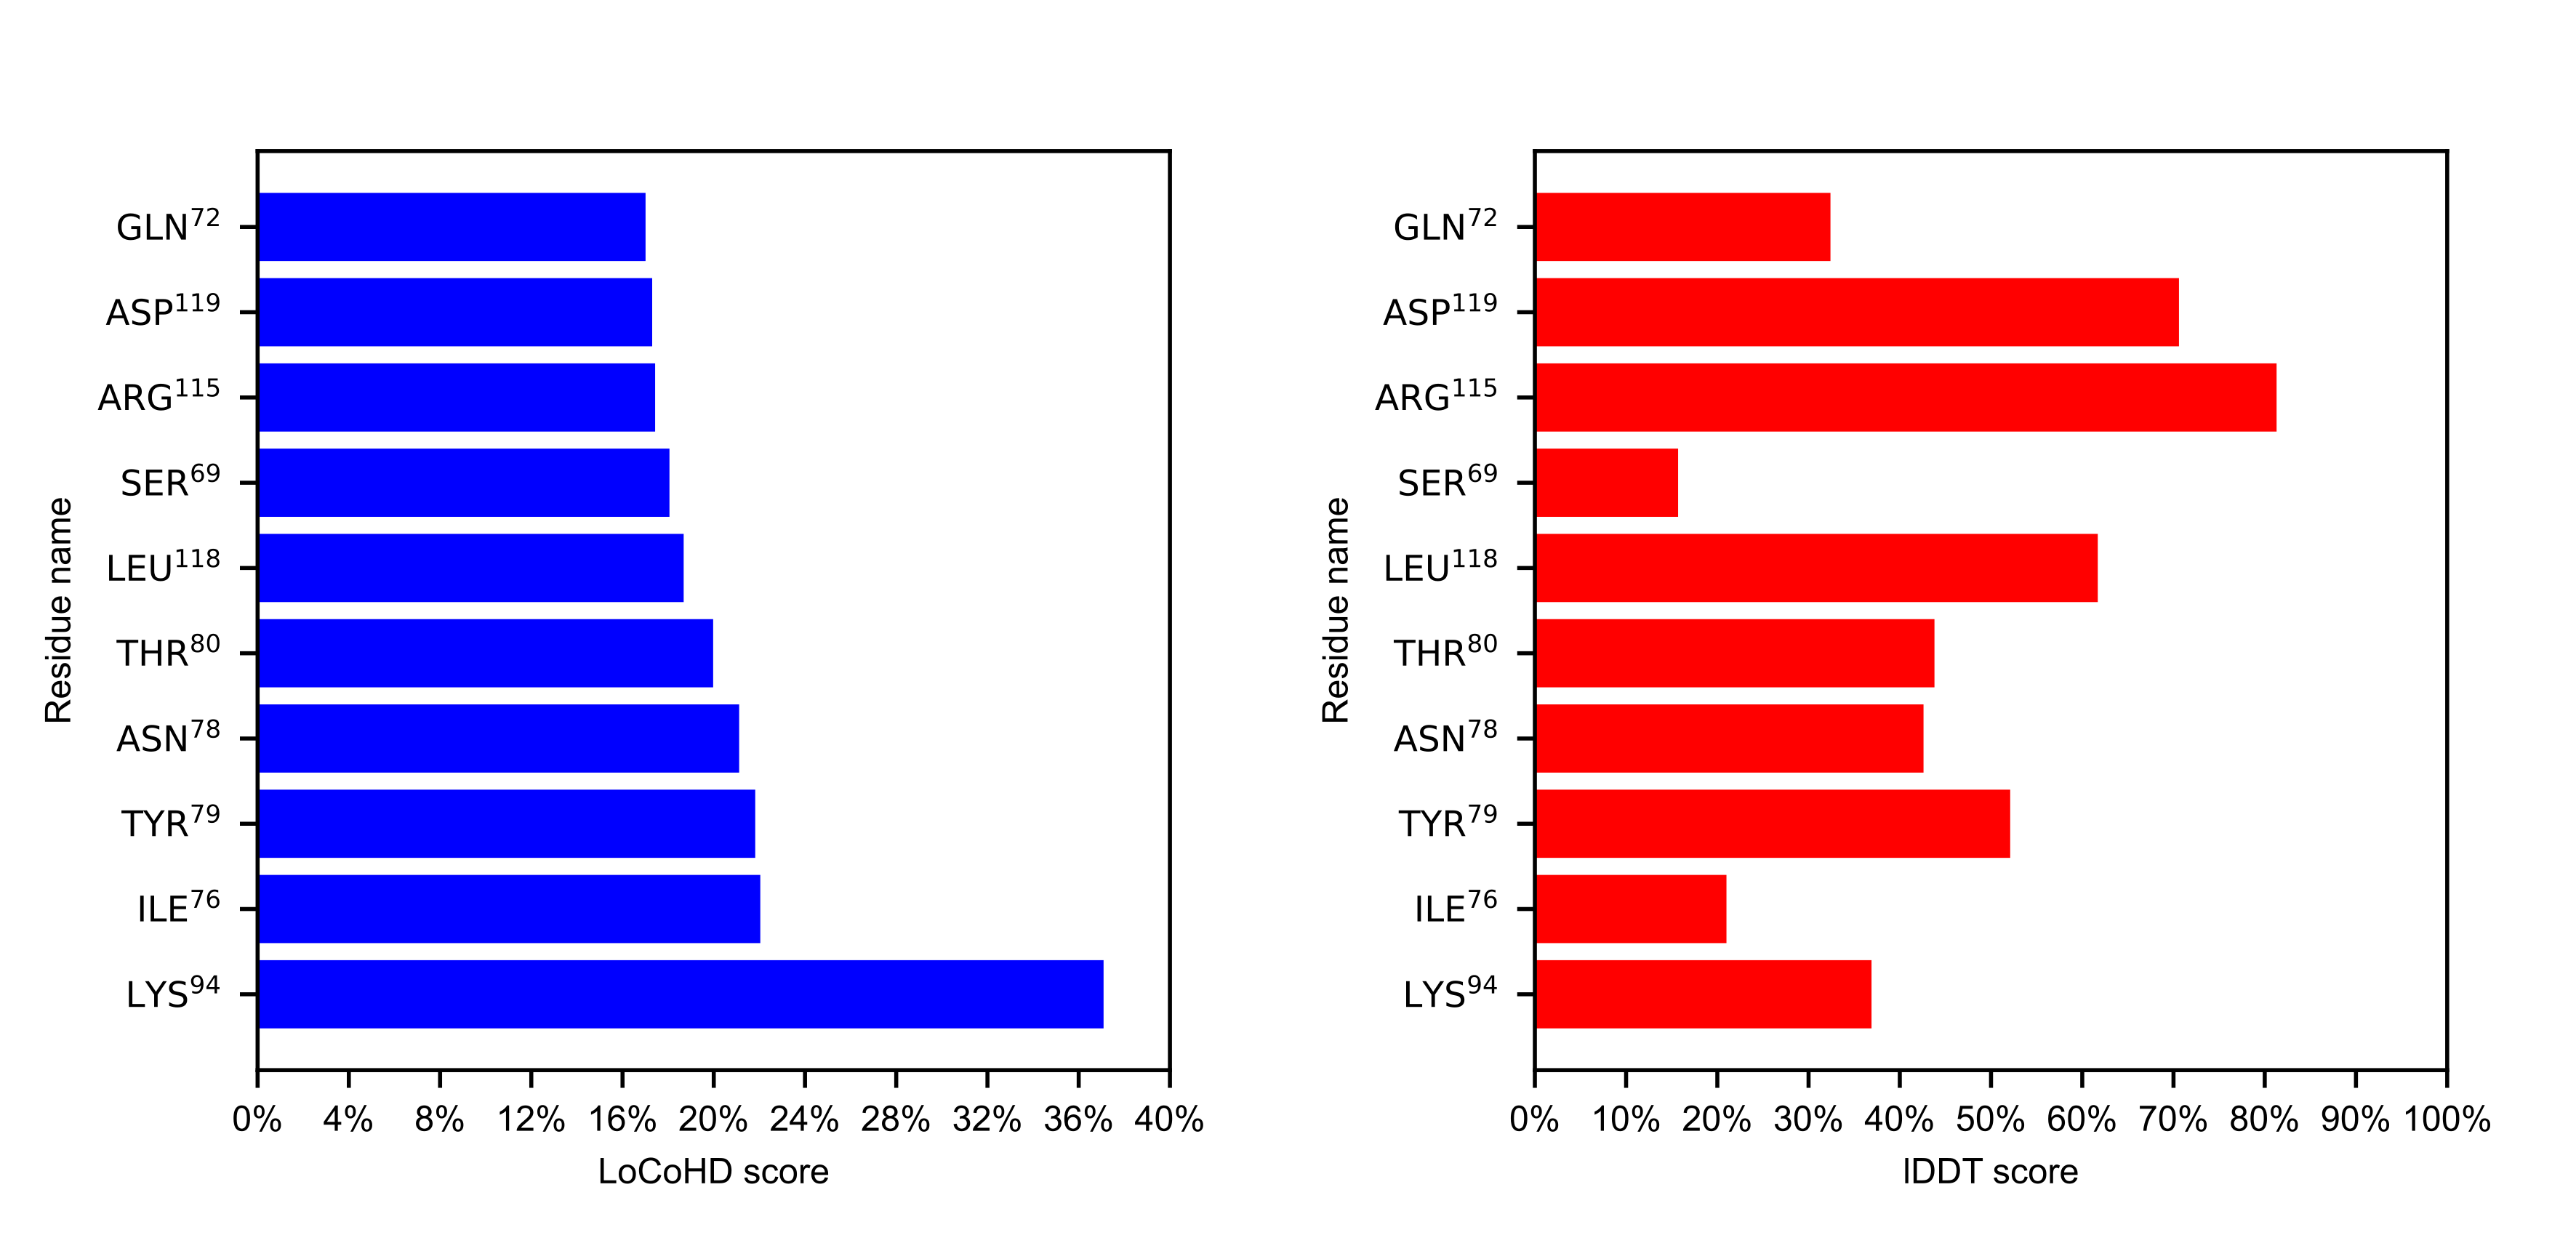 GLN⁷²
ASP¹¹⁹
ARG¹¹⁵
SER⁶⁹
LEU¹¹⁸
THR⁸⁰
ASN⁷⁸
TYR⁷⁹
ILE⁷⁶
LYS⁹⁴
Residue name
0% 4% 8% 12% 16% 20% 24% 28% 32% 36% 40%
LoCoHD score
GLN⁷²
ASP¹¹⁹
ARG¹¹⁵
SER⁶⁹
LEU¹¹⁸
THR⁸⁰
ASN⁷⁸
TYR⁷⁹
ILE⁷⁶
LYS⁹⁴
Residue name
0% 10% 20% 30% 40% 50% 60% 70% 80% 90% 100%
lDDT score